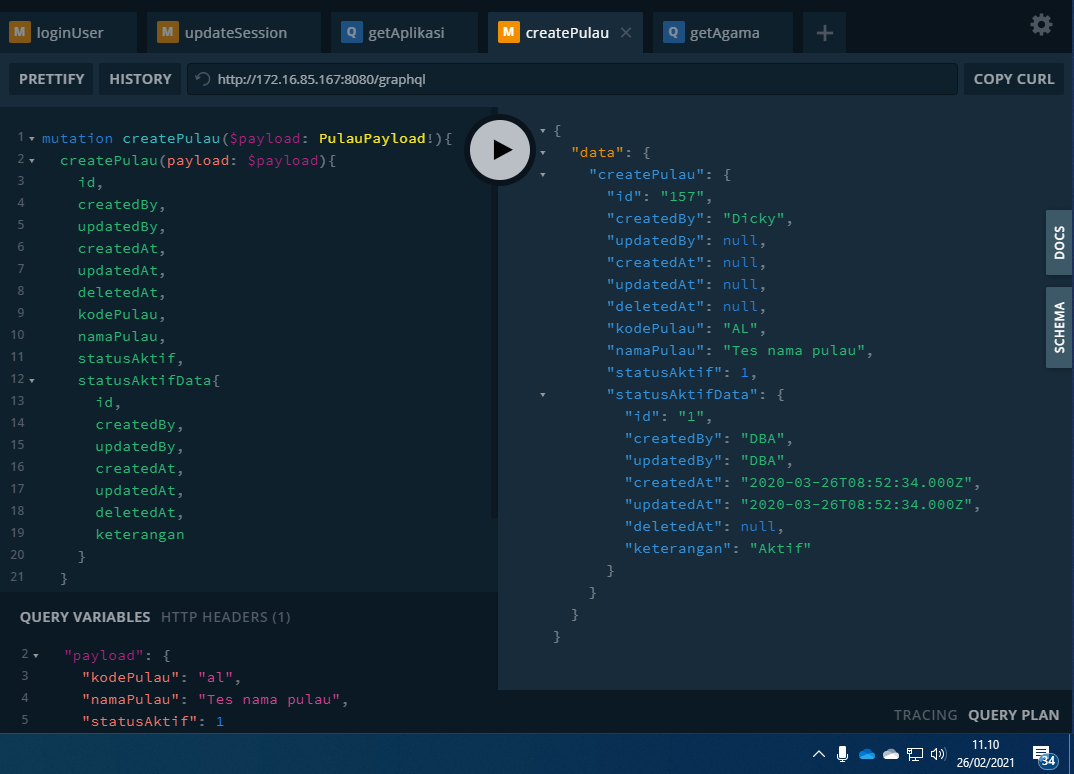 M loginUser
M updateSession
Q getAplikasi
M createPulau
Q getAgama
PRETTIFY
HISTORY
http://172.16.85.167:8080/graphql
COPY CURL
1 mutation createPulau($payload: PulauPayload!){
2 createPulau(payload: $payload){
3 id,
4 createdBy,
5 updatedBy,
6 createdAt,
7 updatedAt,
8 deletedAt,
9 kodePulau,
10 namaPulau,
11 statusAktif,
12 statusAktifData{
13 id,
14 createdBy,
15 updatedBy,
16 createdAt,
17 updatedAt,
18 deletedAt,
19 keterangan
20 }
21 }
QUERY VARIABLES
HTTP HEADERS (1)
2 "payload": {
3 "kodePulau": "al",
4 "namaPulau": "Tes nama pulau",
5 "statusAktif": 1
{
"data": {
"createPulau": {
"id": "157",
"createdBy": "Dicky",
"updatedBy": null,
"createdAt": null,
"updatedAt": null,
"deletedAt": null,
"kodePulau": "AL",
"namaPulau": "Tes nama pulau",
"statusAktif": 1,
"statusAktifData": {
"id": "1",
"createdBy": "DBA",
"updatedBy": "DBA",
"createdAt": "2020-03-26T08:52:34.000Z",
"updatedAt": "2020-03-26T08:52:34.000Z",
"deletedAt": null,
"keterangan": "Aktif"
}
}
}
}
DOCS
SCHEMA
TRACING
QUERY PLAN
11.10
26/02/2021
34